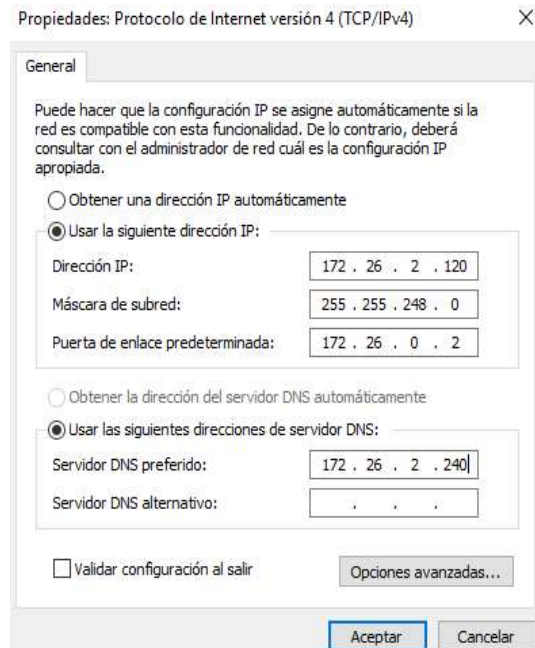 Propiedades: Protocolo de Internet versión 4 (TCP/IPv4)
General
Puede hacer que la configuración IP se asigne automáticamente si la
red es compatible con esta funcionalidad. De lo contrario, deberá
consultar con el administrador de red cuál es la configuración IP
apropiada.
Obtener una dirección IP automáticamente
Usar la siguiente dirección IP:
Dirección IP: 172 . 26 . 2 . 120
Máscara de subred: 255 . 255 . 248 . 0
Puerta de enlace predeterminada: 172 . 26 . 0 . 2
Obtener la dirección del servidor DNS automáticamente
Usar las siguientes direcciones de servidor DNS:
Servidor DNS preferido: 172 . 26 . 2 . 240
Servidor DNS alternativo: . . .
Validar configuración al salir Opciones avanzadas...
Aceptar Cancelar